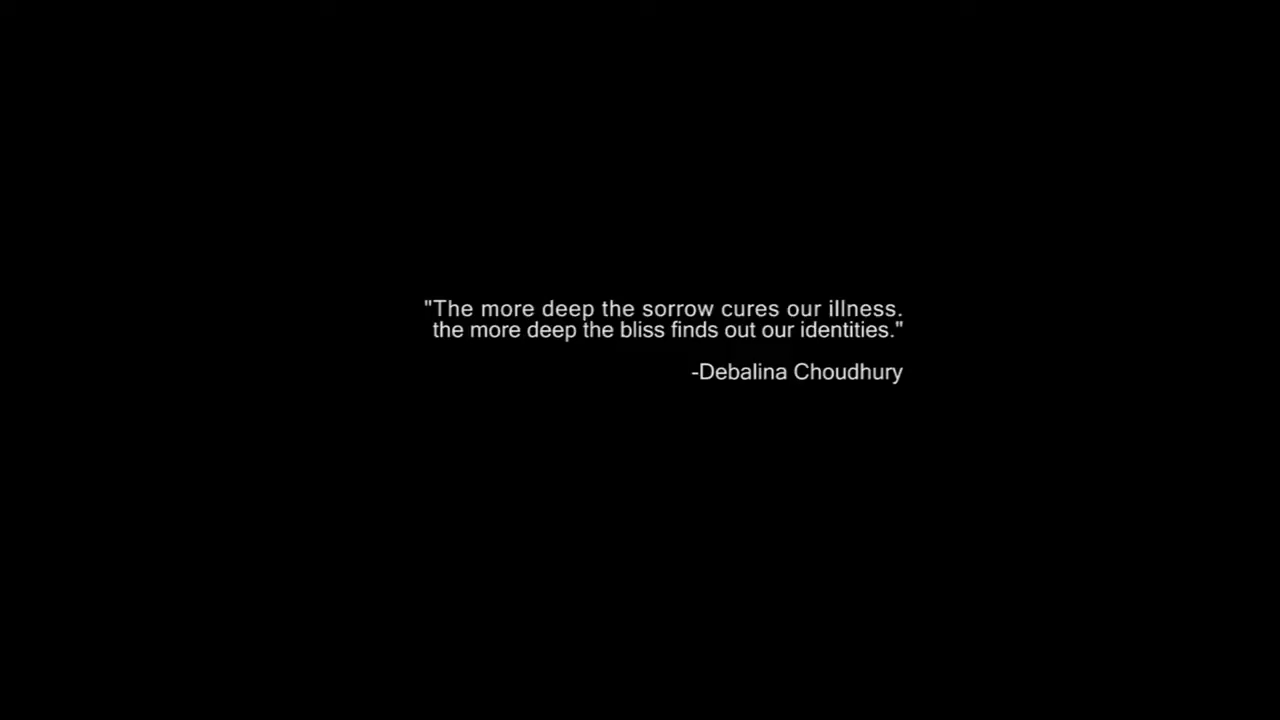 "The more deep the sorrow cures our illness.
the more deep the bliss finds out our identities."
-Debalina Choudhury